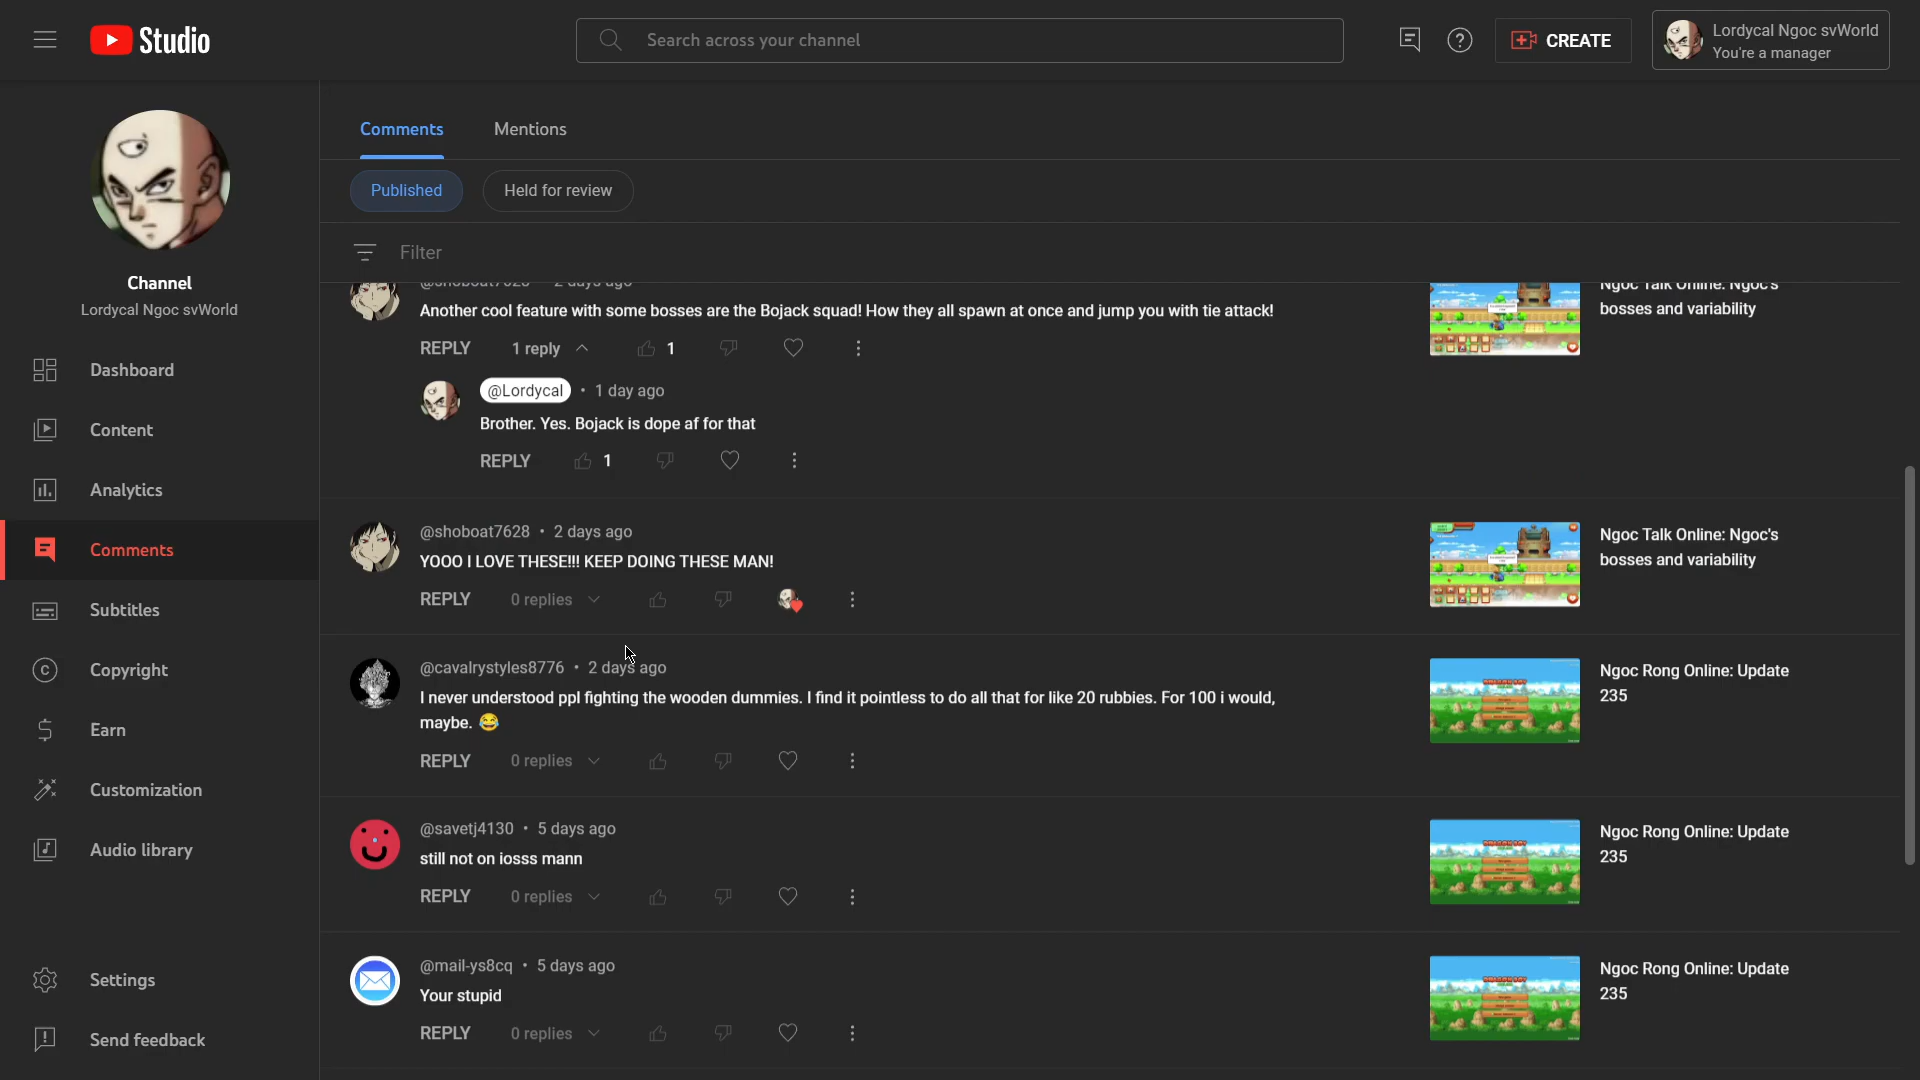 Studio
Search across your channel
CREATE
Lordycal Ngoc svWorld
You're a manager
Channel
Lordycal Ngoc svWorld
Dashboard
Content
Analytics
Comments
Subtitles
Copyright
Earn
Customization
Audio library
Settings
Send feedback
Comments
Mentions
Published
Held for review
Filter
@shoboat7628 • 2 days ago
Another cool feature with some bosses are the Bojack squad! How they all spawn at once and jump you with tie attack!
REPLY 1 reply 1
Ngoc Talk Online: Ngoc's
bosses and variability
@Lordycal • 1 day ago
Brother. Yes. Bojack is dope af for that
REPLY 1
@shoboat7628 • 2 days ago
YOOO I LOVE THESE!!! KEEP DOING THESE MAN!
REPLY 0 replies
Ngoc Talk Online: Ngoc's
bosses and variability
@cavalrystyles8776 • 2 days ago
I never understood ppl fighting the wooden dummies. I find it pointless to do all that for like 20 rubbies. For 100 i would,
maybe. 😂
REPLY 0 replies
Ngoc Rong Online: Update
235
@savetj4130 • 5 days ago
still not on iosss mann
REPLY 0 replies
Ngoc Rong Online: Update
235
@mail-ys8cq • 5 days ago
Your stupid
REPLY 0 replies
Ngoc Rong Online: Update
235